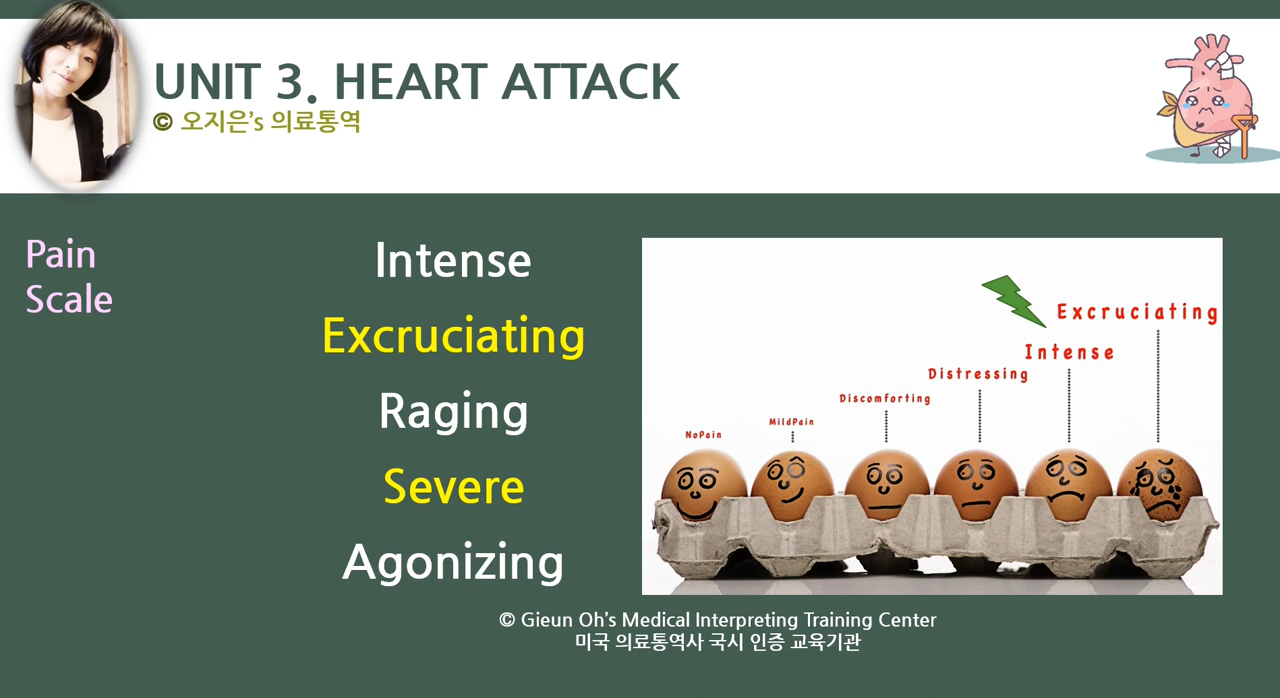 UNIT 3. HEART ATTACK
© 오지은's 의료통역
Pain
Scale
Intense
Excruciating
Raging
Severe
Agonizing
Excruciating
Intense
Distressing
Discomforting
MildPain
NoPain
© Gieun Oh's Medical Interpreting Training Center
미국 의료통역사 국시 인증 교육기관